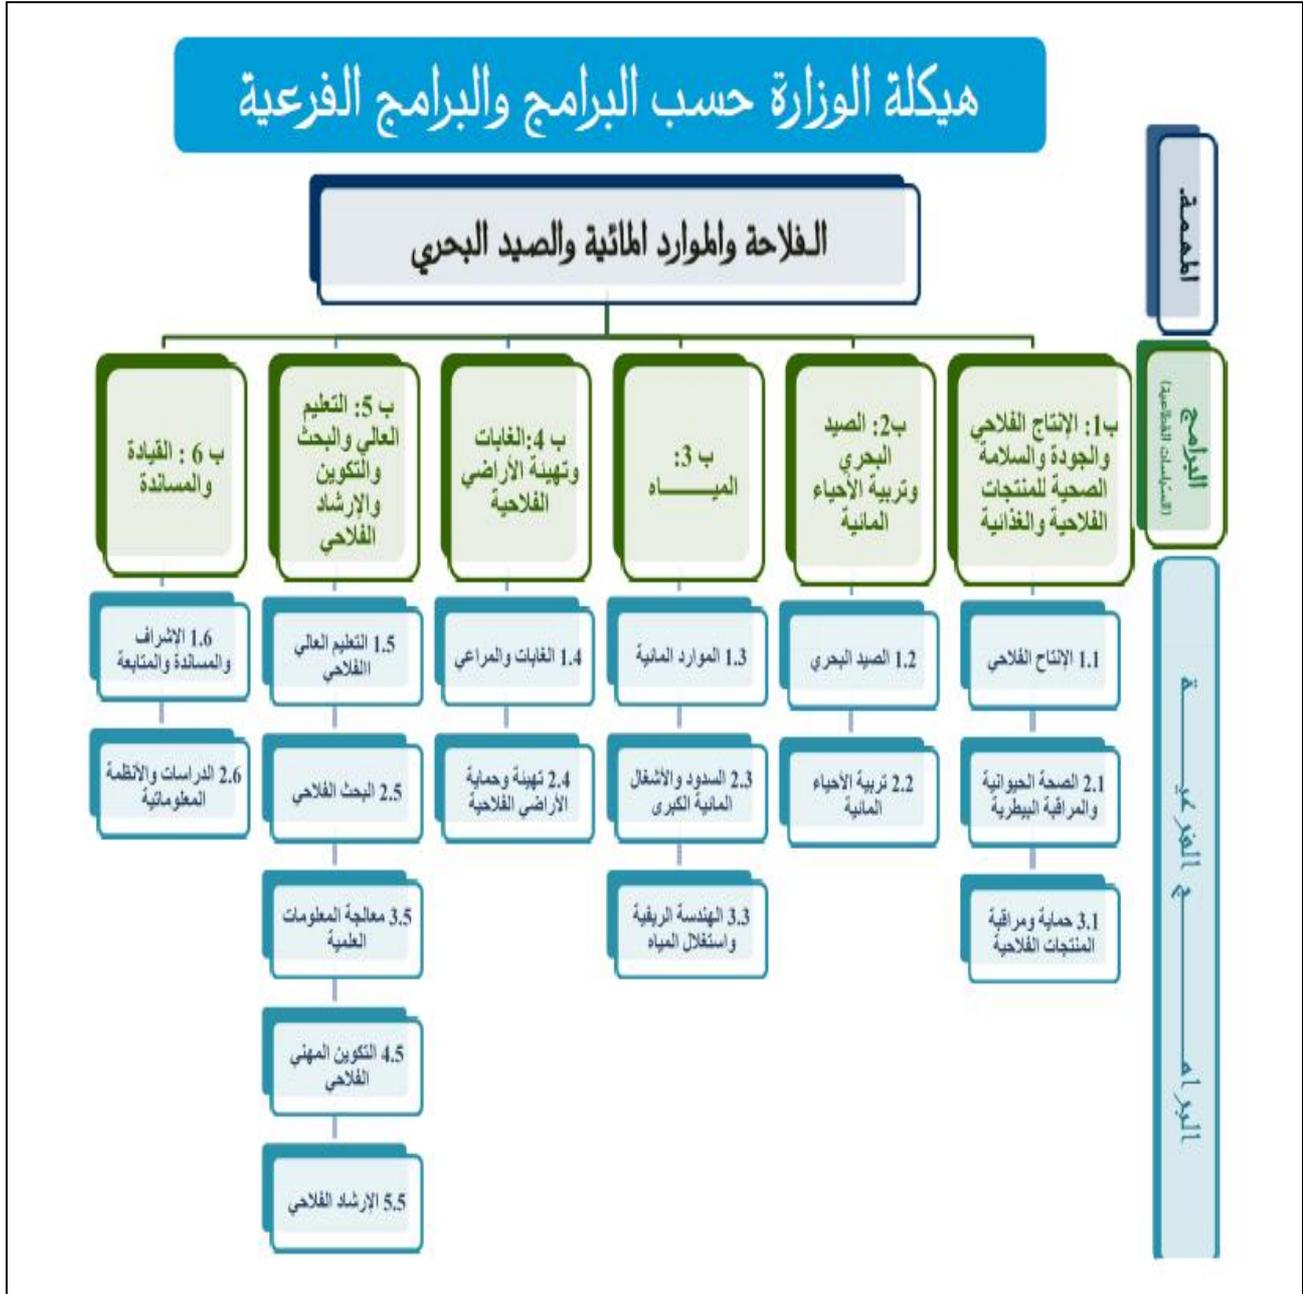 هيكلة الوزارة حسب البرامج والبرامج الفرعية
المهمة
الفلاحة والموارد المائية والصيد البحري
البرامج
(السياسات القطاعية)
ب1: الإنتاج الفلاحي
والجودة والسلامة
الصحية للمنتجات
الفلاحية والغذائية
ب2: الصيد
البحري
وتربية الأحياء
المائية
ب 3:
الميــــــاه
ب 4:الغابات
وتهيئة الأراضي
الفلاحية
ب 5: التعليم
العالي والبحث
والتكوين
والإرشاد
الفلاحي
ب 6 : القيادة
والمساندة
البرامـــــج الفرعيـــــة
1.1 الإنتاج الفلاحي
2.1 الصحة الحيوانية
والمراقبة البيطرية
3.1 حماية ومراقبة
المنتجات الفلاحية
1.2 الصيد البحري
2.2 تربية الأحياء
المائية
1.3 الموارد المائية
2.3 السدود والأشغال
المائية الكبرى
3.3 الهندسة الريفية
واستغلال المياه
1.4 الغابات والمراعي
2.4 تهيئة وحماية
الأراضي الفلاحية
1.5 التعليم العالي
االفلاحي
2.5 البحث الفلاحي
3.5 معالجة المعلومات
العلمية
4.5 التكوين المهني
الفلاحي
5.5 الإرشاد الفلاحي
1.6 الإشراف
والمساندة والمتابعة
2.6 الدراسات والأنظمة
المعلوماتية